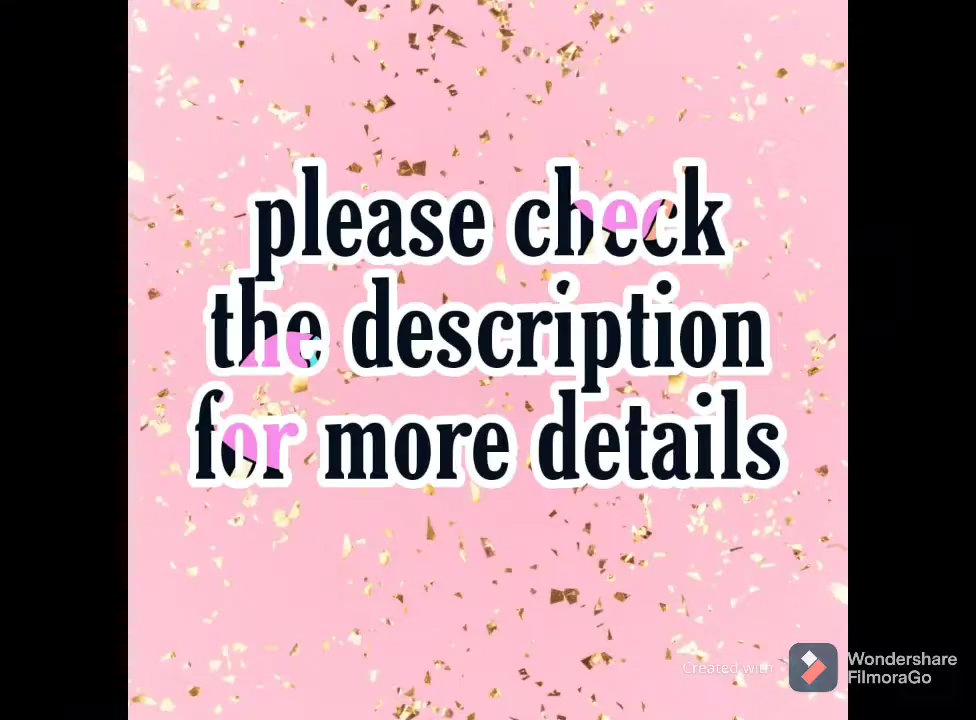 please check
the description
for more details
Created with
Wondershare
FilmoraGo